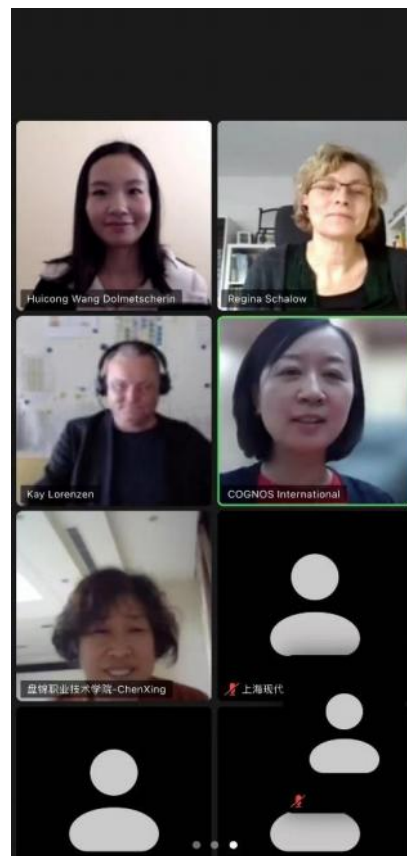 Huicong Wang Dolmetscherin
Regina Schalow
Kay Lorenzen
COGNOS International
盘锦职业技术学院-ChenXing
上海现代